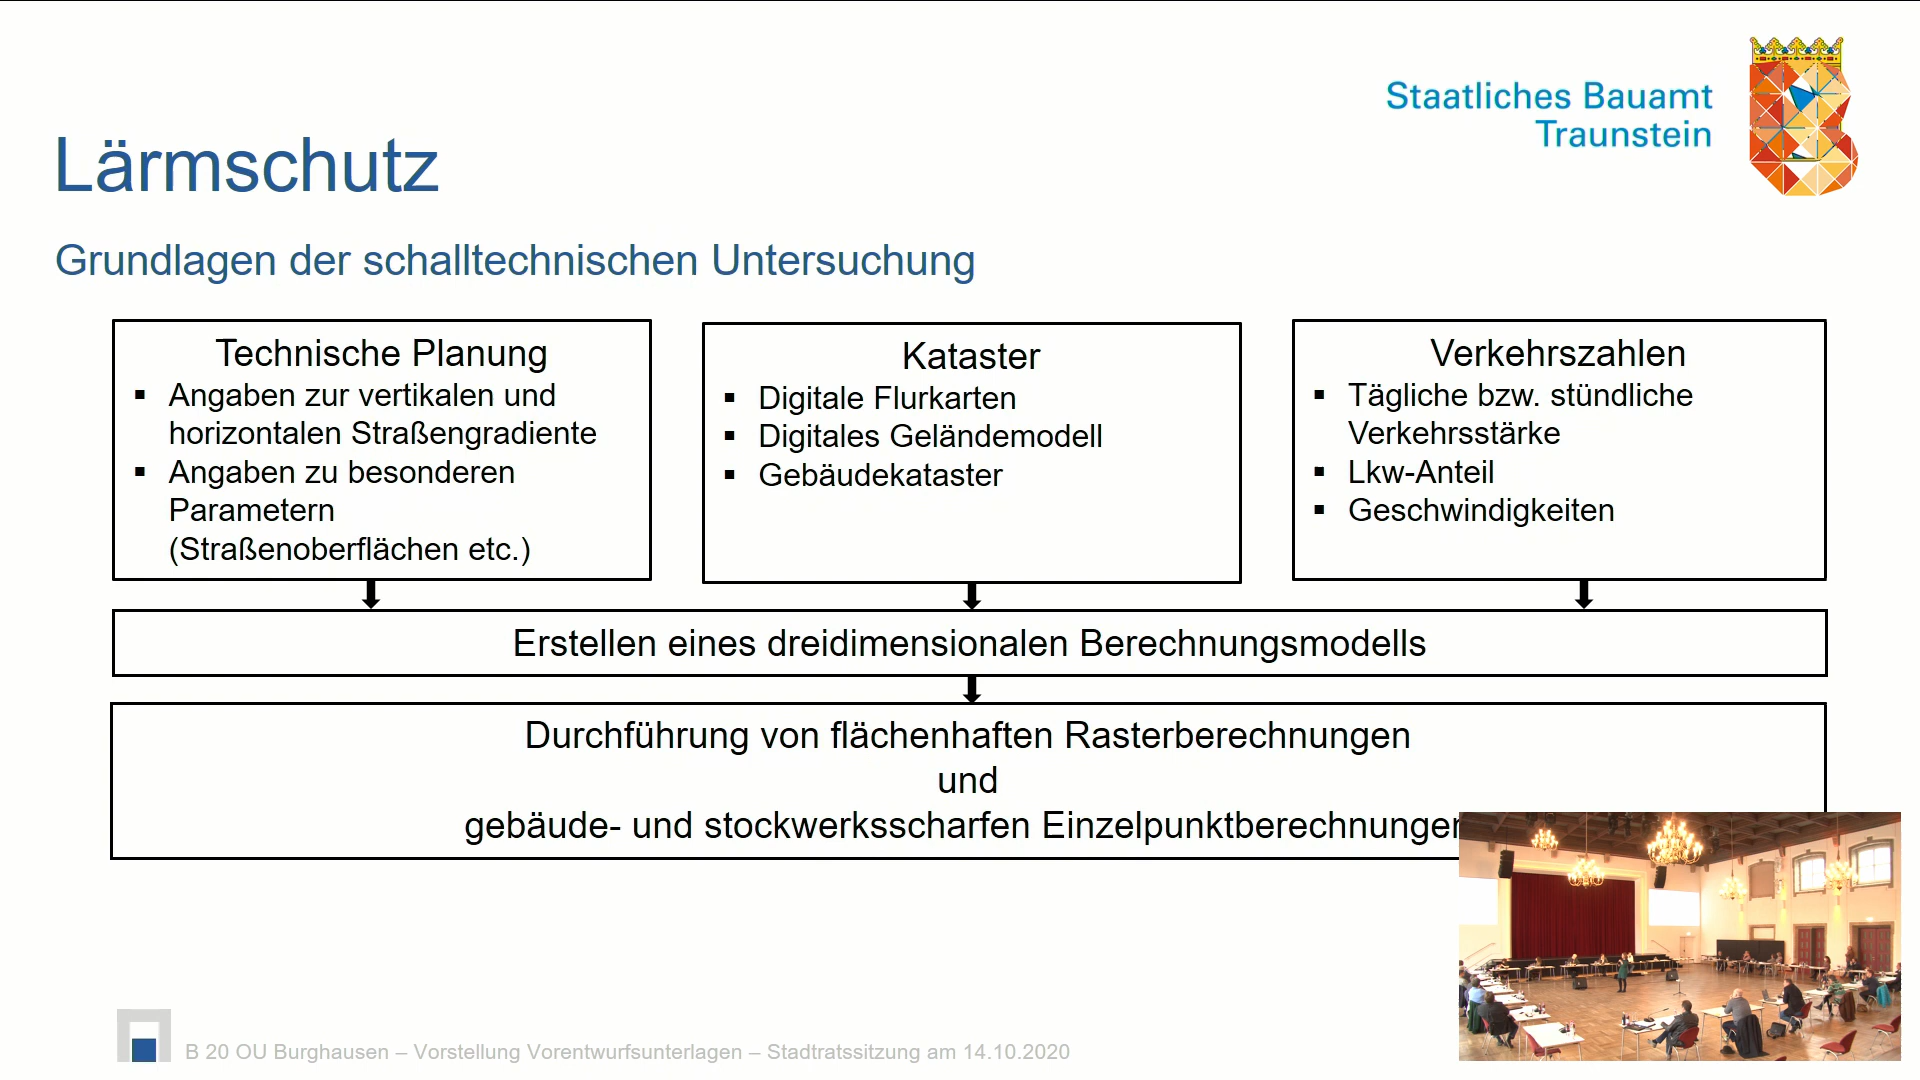 Staatliches Bauamt
Traunstein
Lärmschutz
Grundlagen der schalltechnischen Untersuchung
Technische Planung
▪ Angaben zur vertikalen und
horizontalen Straßengradiente
▪ Angaben zu besonderen
Parametern
(Straßenoberflächen etc.)
Kataster
▪ Digitale Flurkarten
▪ Digitales Geländemodell
▪ Gebäudekataster
Verkehrszahlen
▪ Tägliche bzw. stündliche
Verkehrsstärke
▪ Lkw-Anteil
▪ Geschwindigkeiten
Erstellen eines dreidimensionalen Berechnungsmodells
Durchführung von flächenhaften Rasterberechnungen
und
gebäude- und stockwerksscharfen Einzelpunktberechnungen
B 20 OU Burghausen – Vorstellung Vorentwurfsunterlagen – Stadtratssitzung am 14.10.2020